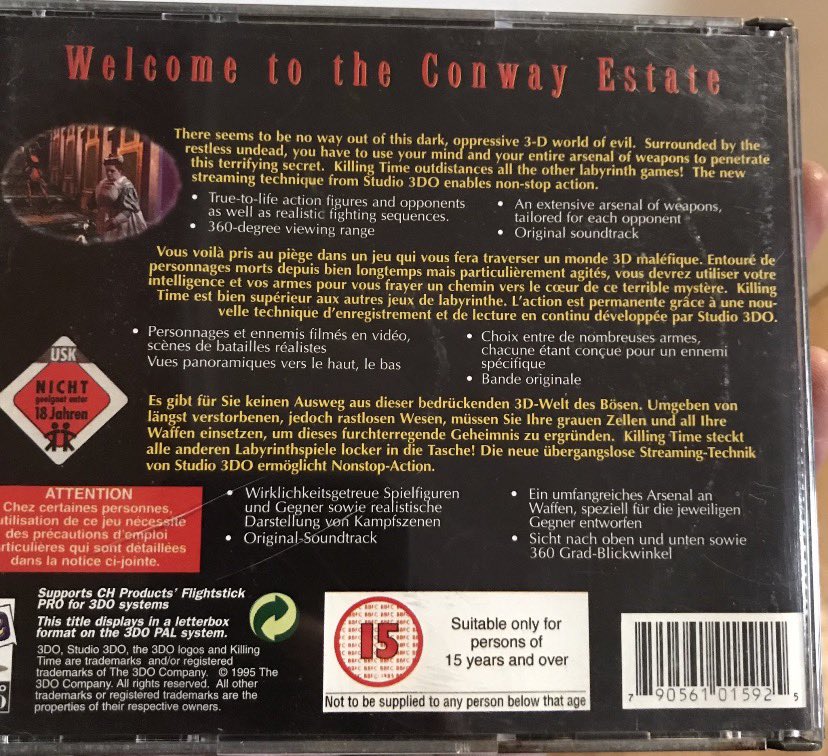 Welcome to the Conway Estate
There seems to be no way out of this dark, oppressive 3-D world of evil. Surrounded by the
restless undead, you have to use your mind and your entire arsenal of weapons to penetrate
this terrifying secret. Killing Time outdistances all the other labyrinth games! The new
streaming technique from Studio 3DO enables non-stop action.
• True-to-life action figures and opponents
as well as realistic fighting sequences.
• 360-degree viewing range
• An extensive arsenal of weapons,
tailored for each opponent
• Original soundtrack
Vous voilà pris au piège dans un jeu qui vous fera traverser un monde 3D maléfique. Entouré de
personnages morts depuis bien longtemps mais particulièrement agités, vous devrez utiliser votre
intelligence et vos armes pour vous frayer un chemin vers le cœur de ce terrible mystère. Killing
Time est bien supérieur aux autres jeux de labyrinthe. L'action est permanente grâce à une nou-
velle technique d'enregistrement et de lecture en continu développée par Studio 3DO.
• Personnages et ennemis filmés en vidéo,
scènes de batailles réalistes
Vues panoramiques vers le haut, le bas
• Choix entre de nombreuses armes,
chacune étant conçue pour un ennemi
spécifique
• Bande originale
USK
NICHT
geeignet unter
18 Jahren
Es gibt für Sie keinen Ausweg aus dieser bedrückenden 3D-Welt des Bösen. Umgeben von
längst verstorbenen, jedoch rastlosen Wesen, müssen Sie Ihre grauen Zellen und all Ihre
Waffen einsetzen, um dieses furchterregende Geheimnis zu ergründen. Killing Time steckt
alle anderen Labyrinthspiele locker in die Tasche! Die neue übergangslose Streaming-Technik
von Studio 3DO ermöglicht Nonstop-Action.
• Wirklichkeitsgetreue Spielfiguren
und Gegner sowie realistische
Darstellung von Kampfszenen
• Original-Soundtrack
• Ein umfangreiches Arsenal an
Waffen, speziell für die jeweiligen
Gegner entworfen
• Sicht nach oben und unten sowie
360 Grad-Blickwinkel
ATTENTION
Chez certaines personnes,
utilisation de ce jeu nécessite
des précautions d'emploi
rticulières qui sont détaillées
dans la notice ci-jointe.
Supports CH Products' Flightstick
PRO for 3DO systems
This title displays in a letterbox
format on the 3DO PAL system.
3DO, Studio 3DO, the 3DO logos and Killing
Time are trademarks and/or registered
trademarks of The 3DO Company. © 1995 The
3DO Company. All rights reserved. All other
trademarks or registered trademarks are the
properties of their respective owners.
15
Suitable only for
persons of
15 years and over
Not to be supplied to any person below that age
7 90561 01592 5